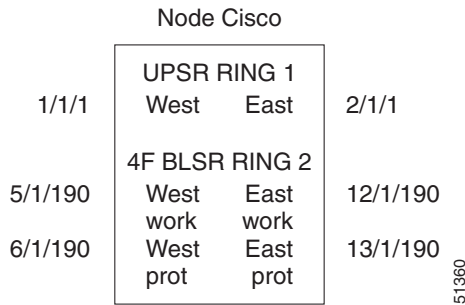 Node Cisco
UPSR RING 1
1/1/1 West East 2/1/1
4F BLSR RING 2
5/1/190 West East 12/1/190
work work
6/1/190 West East 13/1/190
prot prot
51360